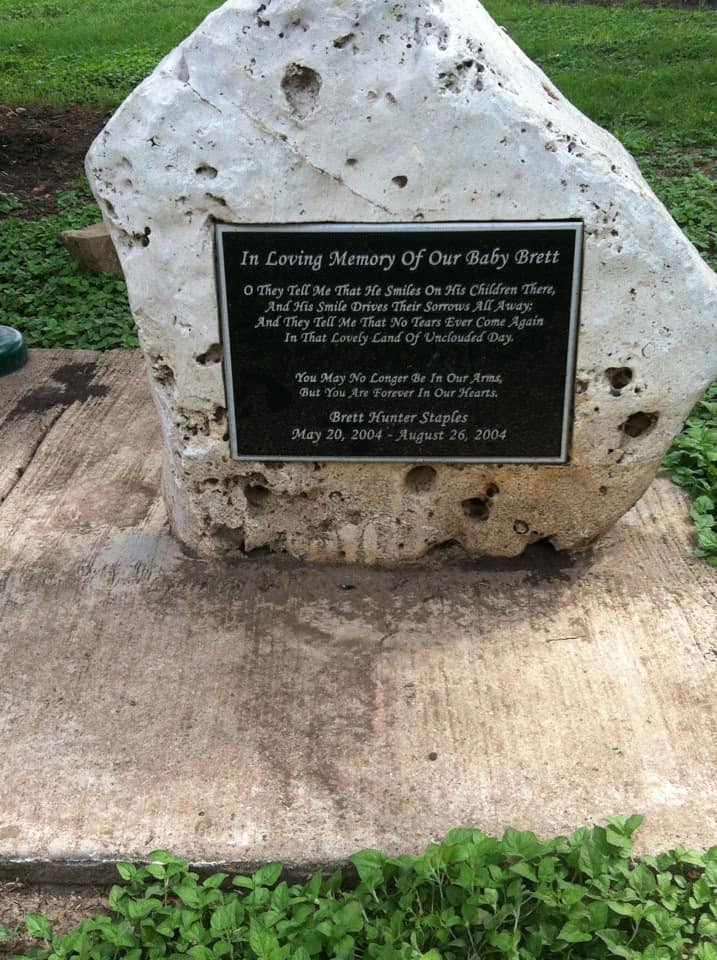 In Loving Memory Of Our Baby Brett
O They Tell Me That He Smiles On His Children There,
And His Smile Drives Their Sorrows All Away;
And They Tell Me That No Tears Ever Come Again
In That Lovely Land Of Unclouded Day.
You May No Longer Be In Our Arms,
But You Are Forever In Our Hearts.
Brett Hunter Staples
May 20, 2004 - August 26, 2004